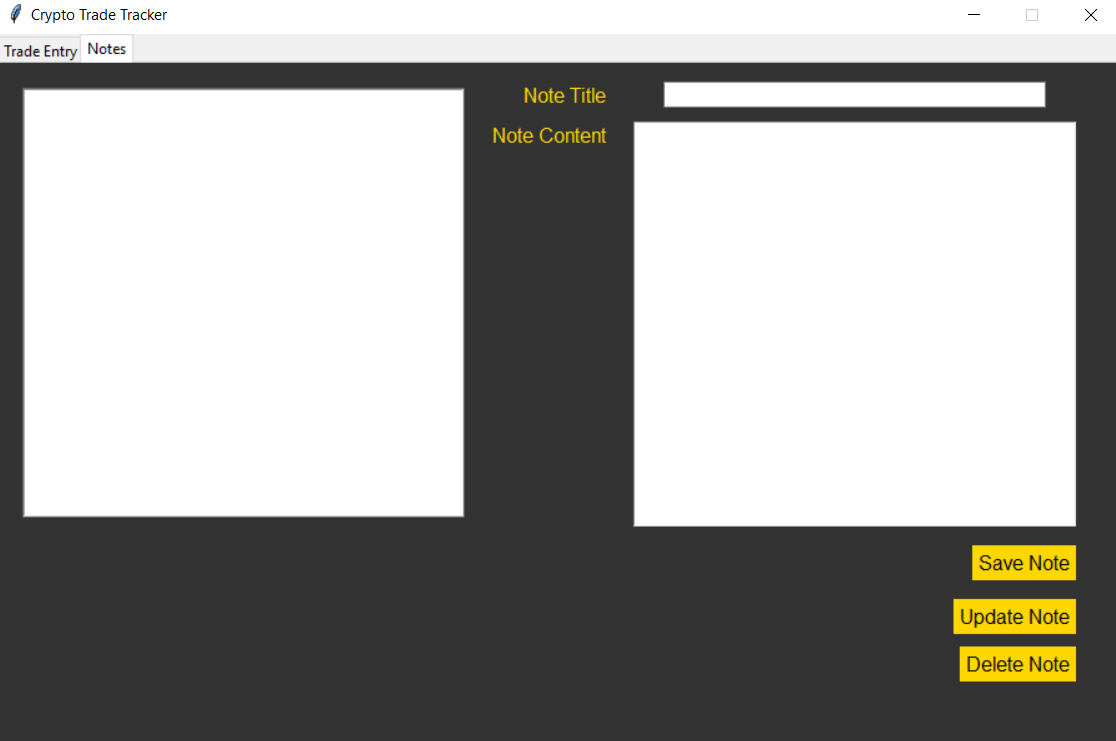 Crypto Trade Tracker
Trade Entry
Notes
Note Title
Note Content
Save Note
Update Note
Delete Note